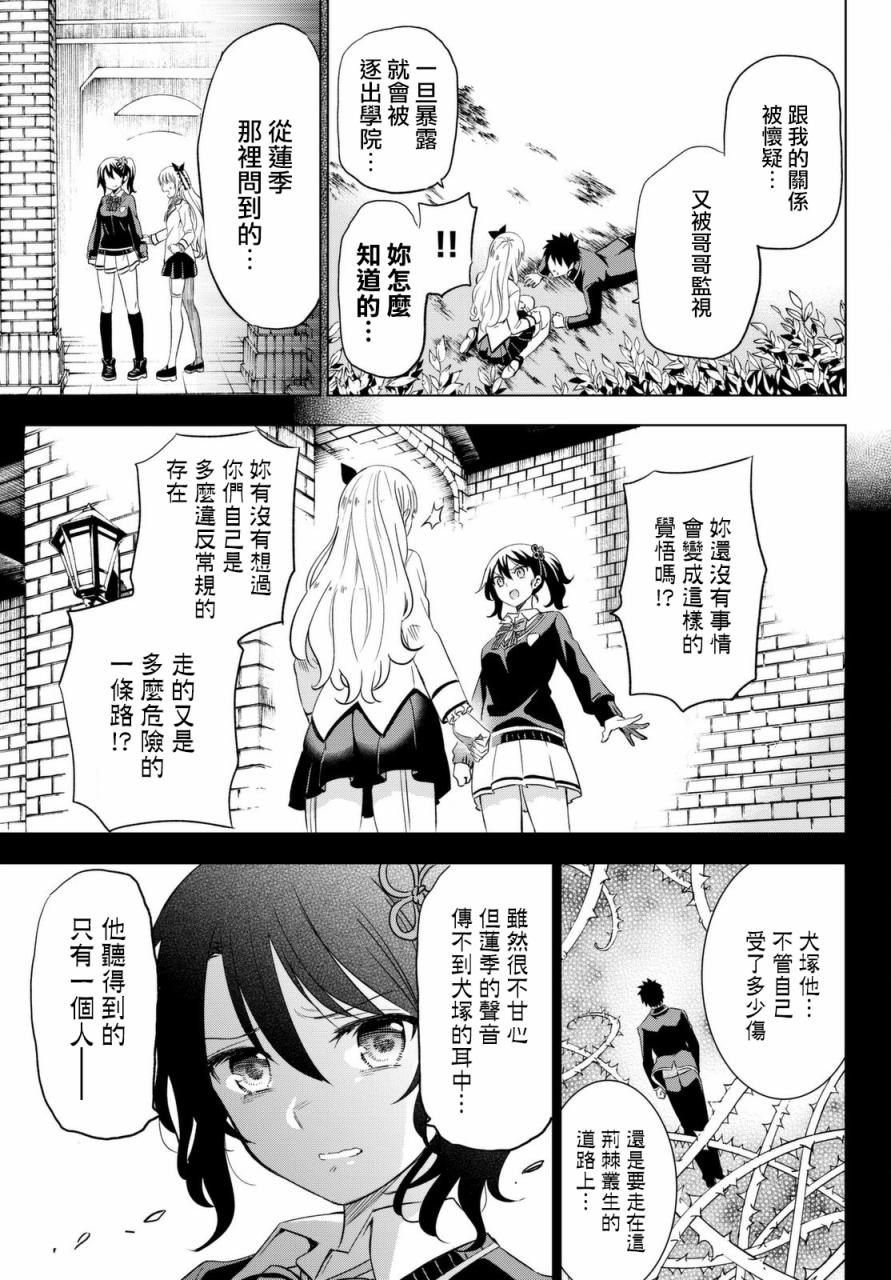 跟我的關係
被懷疑…
又被哥哥監視
一旦暴露
就會被
逐出學院…
!!
妳怎麼
知道的…
從蓮季
那裡問到的…
妳還沒有事情
會變成這樣的
覺悟嗎!?
妳有沒有想過
你們自己是
多麼違反常規的
存在
走的又是
多麼危險的
一條路!?
犬塚他…
不管自己
受了多少傷
還是要走在這
荊棘叢生的
道路上…
雖然很不甘心
但蓮季的聲音
傳不到犬塚的耳中…
他聽得到的
只有一個人——